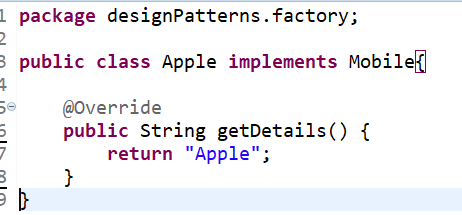 1 package designPatterns.factory;
2
3 public class Apple implements Mobile{
4
5 @Override
6 public String getDetails() {
7 return "Apple";
8 }
9 }